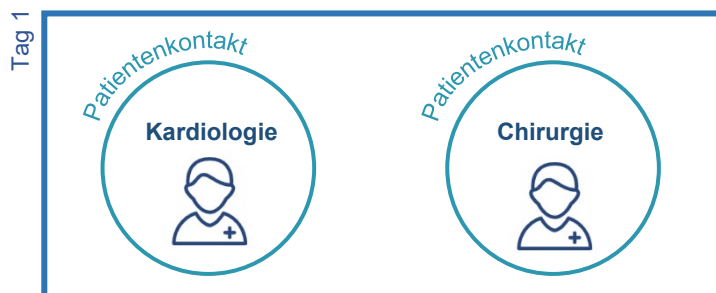 Tag 1
Patientenkontakt
Kardiologie
Patientenkontakt
Chirurgie